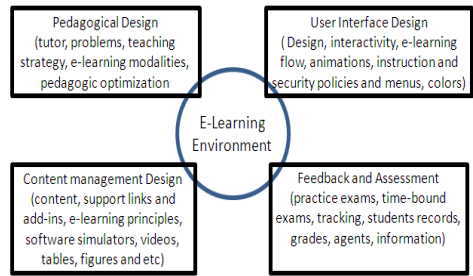 Pedagogical Design
(tutor, problems, teaching
strategy, e-learning modalities,
pedagogic optimization
User Interface Design
( Design, interactivity, e-learning
flow, animations, instruction and
security policies and menus, colors)
E-Learning
Environment
Content management Design
(content, support links and
add-ins, e-learning principles,
software simulators, videos,
tables, figures and etc)
Feedback and Assessment
(practice exams, time-bound
exams, tracking, students records,
grades, agents, information)